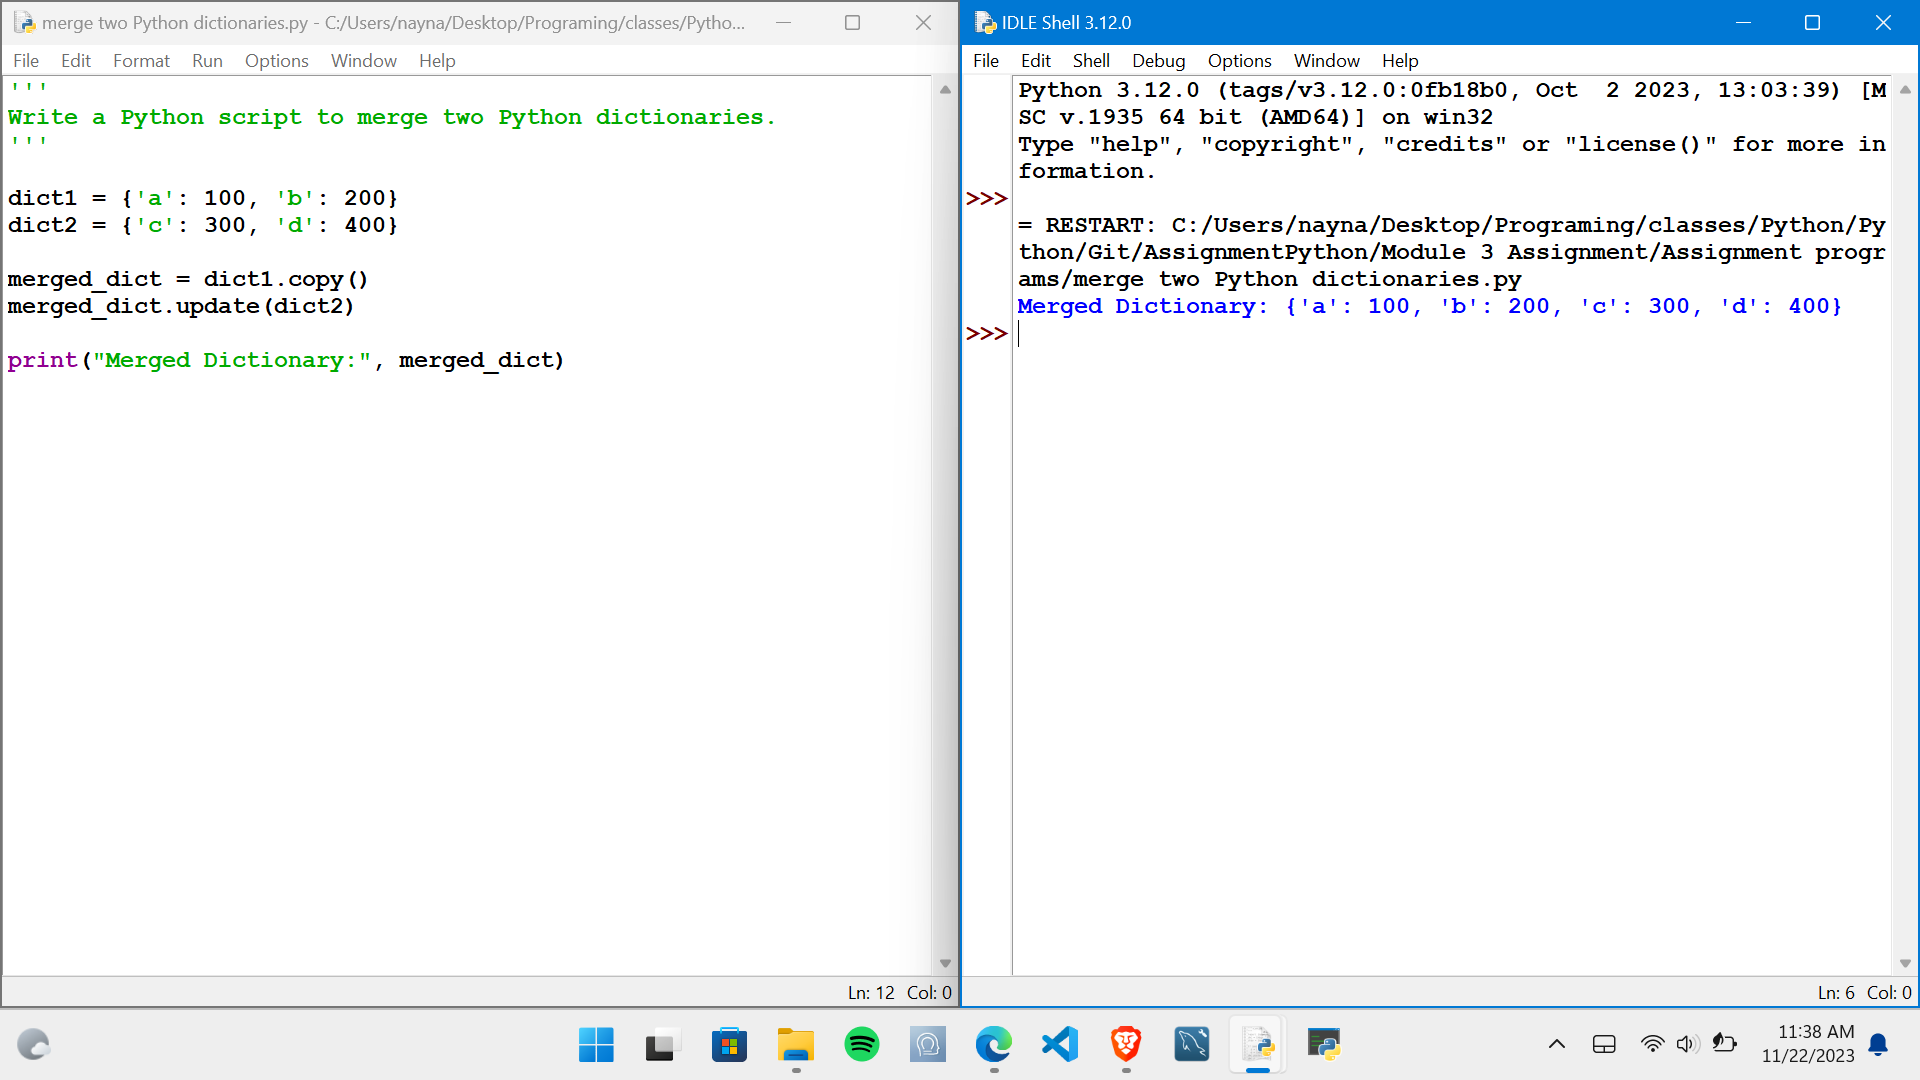 merge two Python dictionaries.py - C:/Users/nayna/Desktop/Programing/classes/Pytho...
File Edit Format Run Options Window Help
'''
Write a Python script to merge two Python dictionaries.
'''
dict1 = {'a': 100, 'b': 200}
dict2 = {'c': 300, 'd': 400}
merged_dict = dict1.copy()
merged_dict.update(dict2)
print("Merged Dictionary:", merged_dict)
Ln: 12 Col: 0
IDLE Shell 3.12.0
File Edit Shell Debug Options Window Help
Python 3.12.0 (tags/v3.12.0:0fb18b0, Oct  2 2023, 13:03:39) [M
SC v.1935 64 bit (AMD64)] on win32
Type "help", "copyright", "credits" or "license()" for more in
formation.
>>>
= RESTART: C:/Users/nayna/Desktop/Programing/classes/Python/Py
thon/Git/AssignmentPython/Module 3 Assignment/Assignment progr
ams/merge two Python dictionaries.py
Merged Dictionary: {'a': 100, 'b': 200, 'c': 300, 'd': 400}
>>>
Ln: 6 Col: 0
11:38 AM
11/22/2023